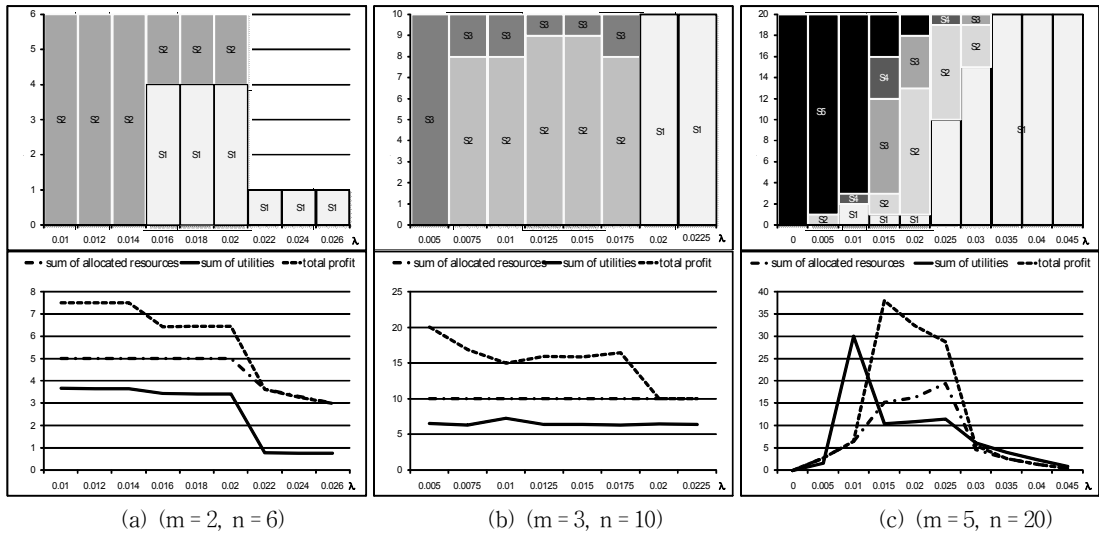 6
5
4
3
2
1
0
S2 S2 S2 S2 S2 S2
S1 S1 S1 S1 S1 S1
0.01 0.012 0.014 0.016 0.018 0.02 0.022 0.024 0.026 λ
10
9
8
7
6
5
4
3
2
1
0
S3 S3 S3 S3 S3 S3
S2 S2 S2 S2 S2
S1 S1
0.005 0.0075 0.01 0.0125 0.015 0.0175 0.02 0.0225 λ
20
18
16
14
12
10
8
6
4
2
0
S5
S4 S3
S4 S3 S2
S3 S2 S2
S2 S4 S2
S1 S1 S1 S1
0 0.005 0.01 0.015 0.02 0.025 0.03 0.035 0.04 0.045 λ
sum of allocated resources sum of utilities total profit
8
7
6
5
4
3
2
1
0
0.01 0.012 0.014 0.016 0.018 0.02 0.022 0.024 0.026 λ
sum of allocated resources sum of utilities total profit
25
20
15
10
5
0
0.005 0.0075 0.01 0.0125 0.015 0.0175 0.02 0.0225 λ
sum of allocated resources sum of utilities total profit
40
35
30
25
20
15
10
5
0
0 0.005 0.01 0.015 0.02 0.025 0.03 0.035 0.04 0.045 λ
(a) (m = 2, n = 6)
(b) (m = 3, n = 10)
(c) (m = 5, n = 20)